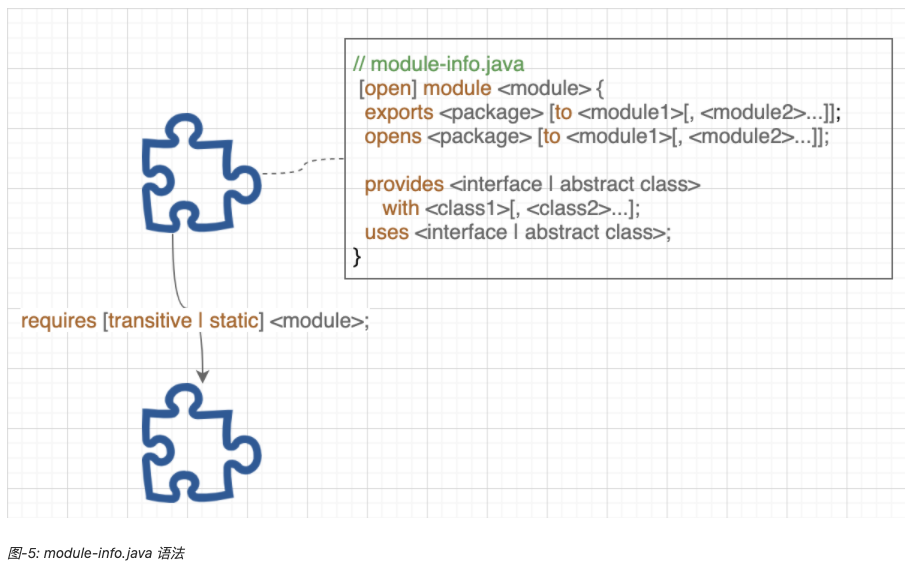 // module-info.java
[open] module <module> {
exports <package> [to <module1>[, <module2>...]];
opens <package> [to <module1>[, <module2>...]];
provides <interface | abstract class>
with <class1>[, <class2>...];
uses <interface | abstract class>;
}
requires [transitive | static] <module>;
图-5: module-info.java 语法